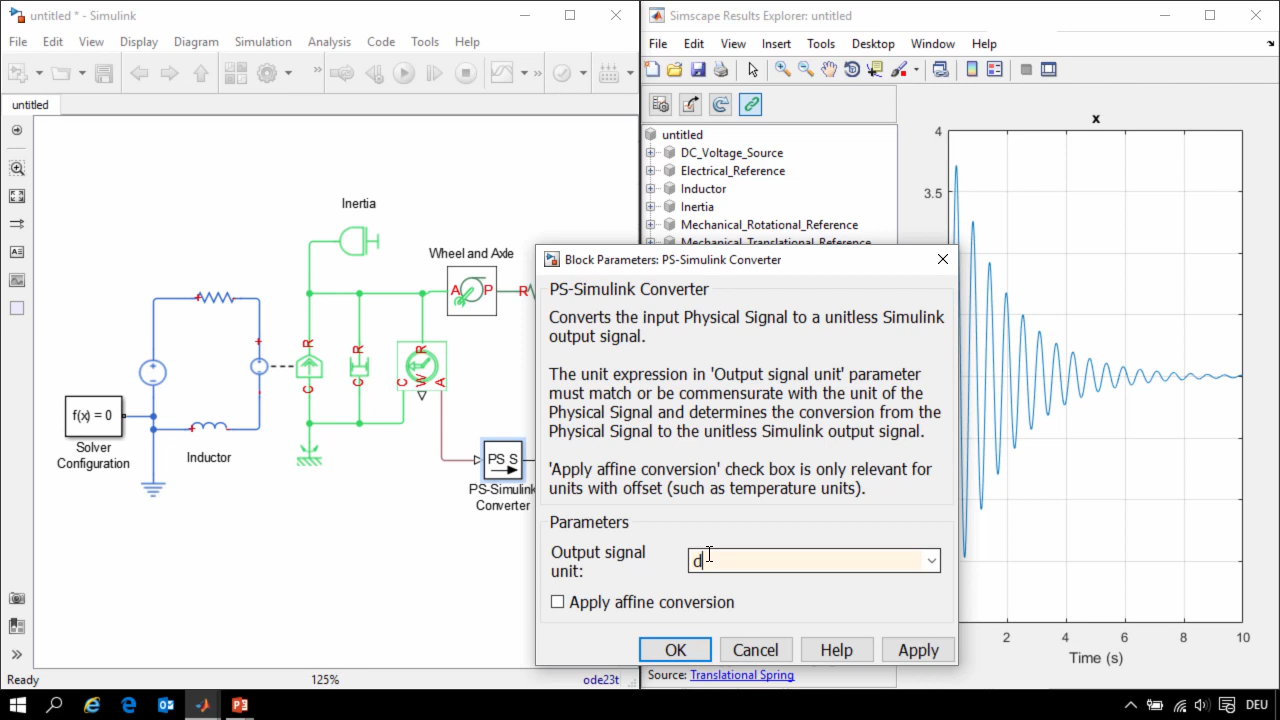 untitled * - Simulink
File Edit View Display Diagram Simulation Analysis Code Tools Help
untitled
Inertia
Wheel and Axle
A P R
R R
C C C W A
f(x) = 0
Solver
Configuration
Inductor
PS S
PS-Simulink
Converter
Ready 125% ode23t
Simscape Results Explorer: untitled
File Edit View Insert Tools Desktop Window Help
untitled
DC_Voltage_Source
Electrical_Reference
Inductor
Inertia
Mechanical_Rotational_Reference
Mechanical_Translational_Reference
x
4
3.5
2 4 6 8 10
Time (s)
Source: Translational Spring
Block Parameters: PS-Simulink Converter
PS-Simulink Converter
Converts the input Physical Signal to a unitless Simulink
output signal.
The unit expression in 'Output signal unit' parameter
must match or be commensurate with the unit of the
Physical Signal and determines the conversion from the
Physical Signal to the unitless Simulink output signal.
'Apply affine conversion' check box is only relevant for
units with offset (such as temperature units).
Parameters
Output signal
unit:
d
Apply affine conversion
OK Cancel Help Apply
DEU